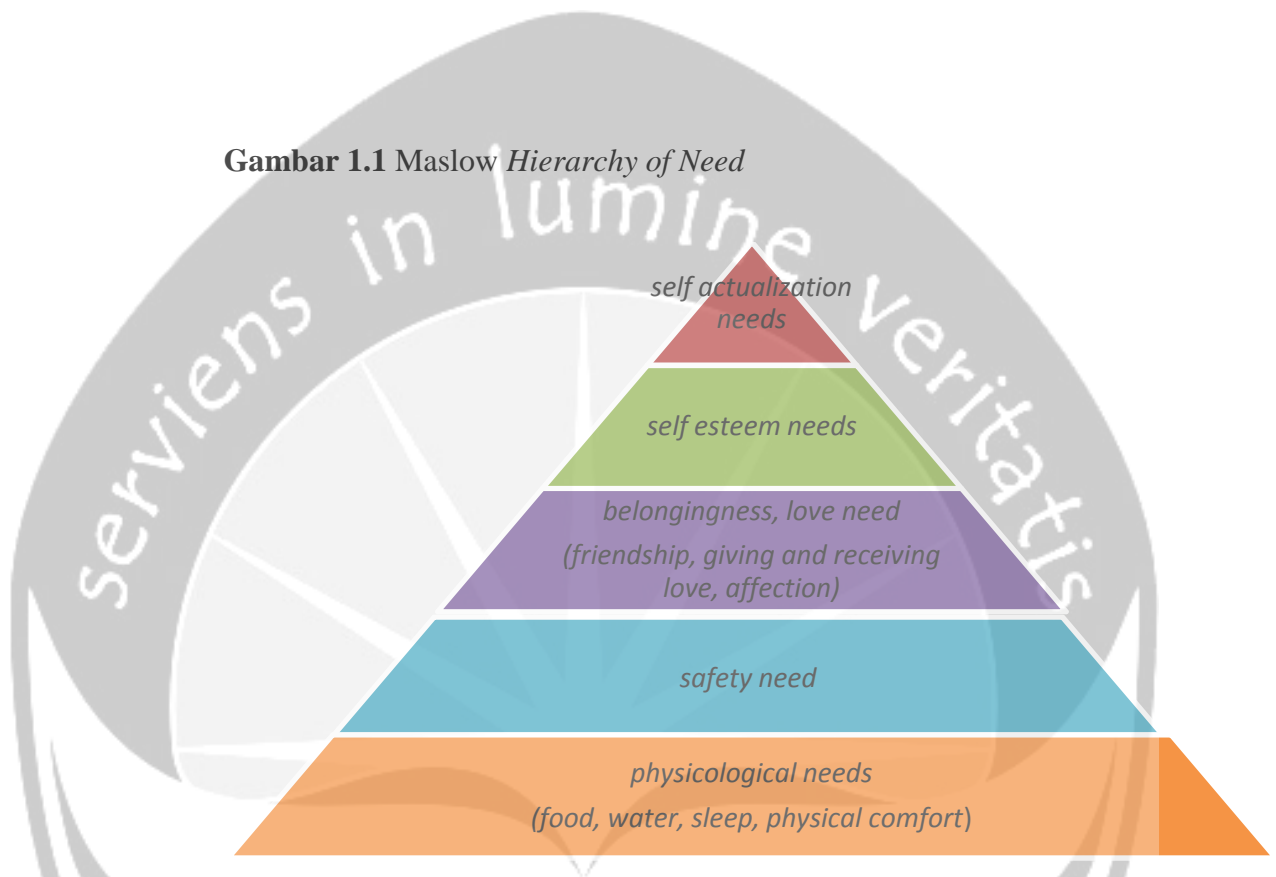 Gambar 1.1 Maslow Hierarchy of Need
serviens in lumine veritatis
self actualization
needs
self esteem needs
belongingness, love need
(friendship, giving and receiving
love, affection)
safety need
physicological needs
(food, water, sleep, physical comfort)